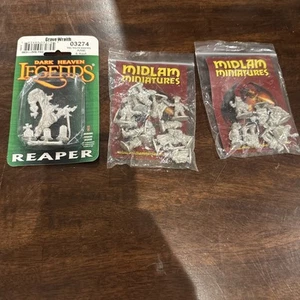 Grave Wraith
03274
DARK HEAVEN
LEGENDS
REAPER
MIDLAM
MINIATURES
MIDLAM
MINIATURES